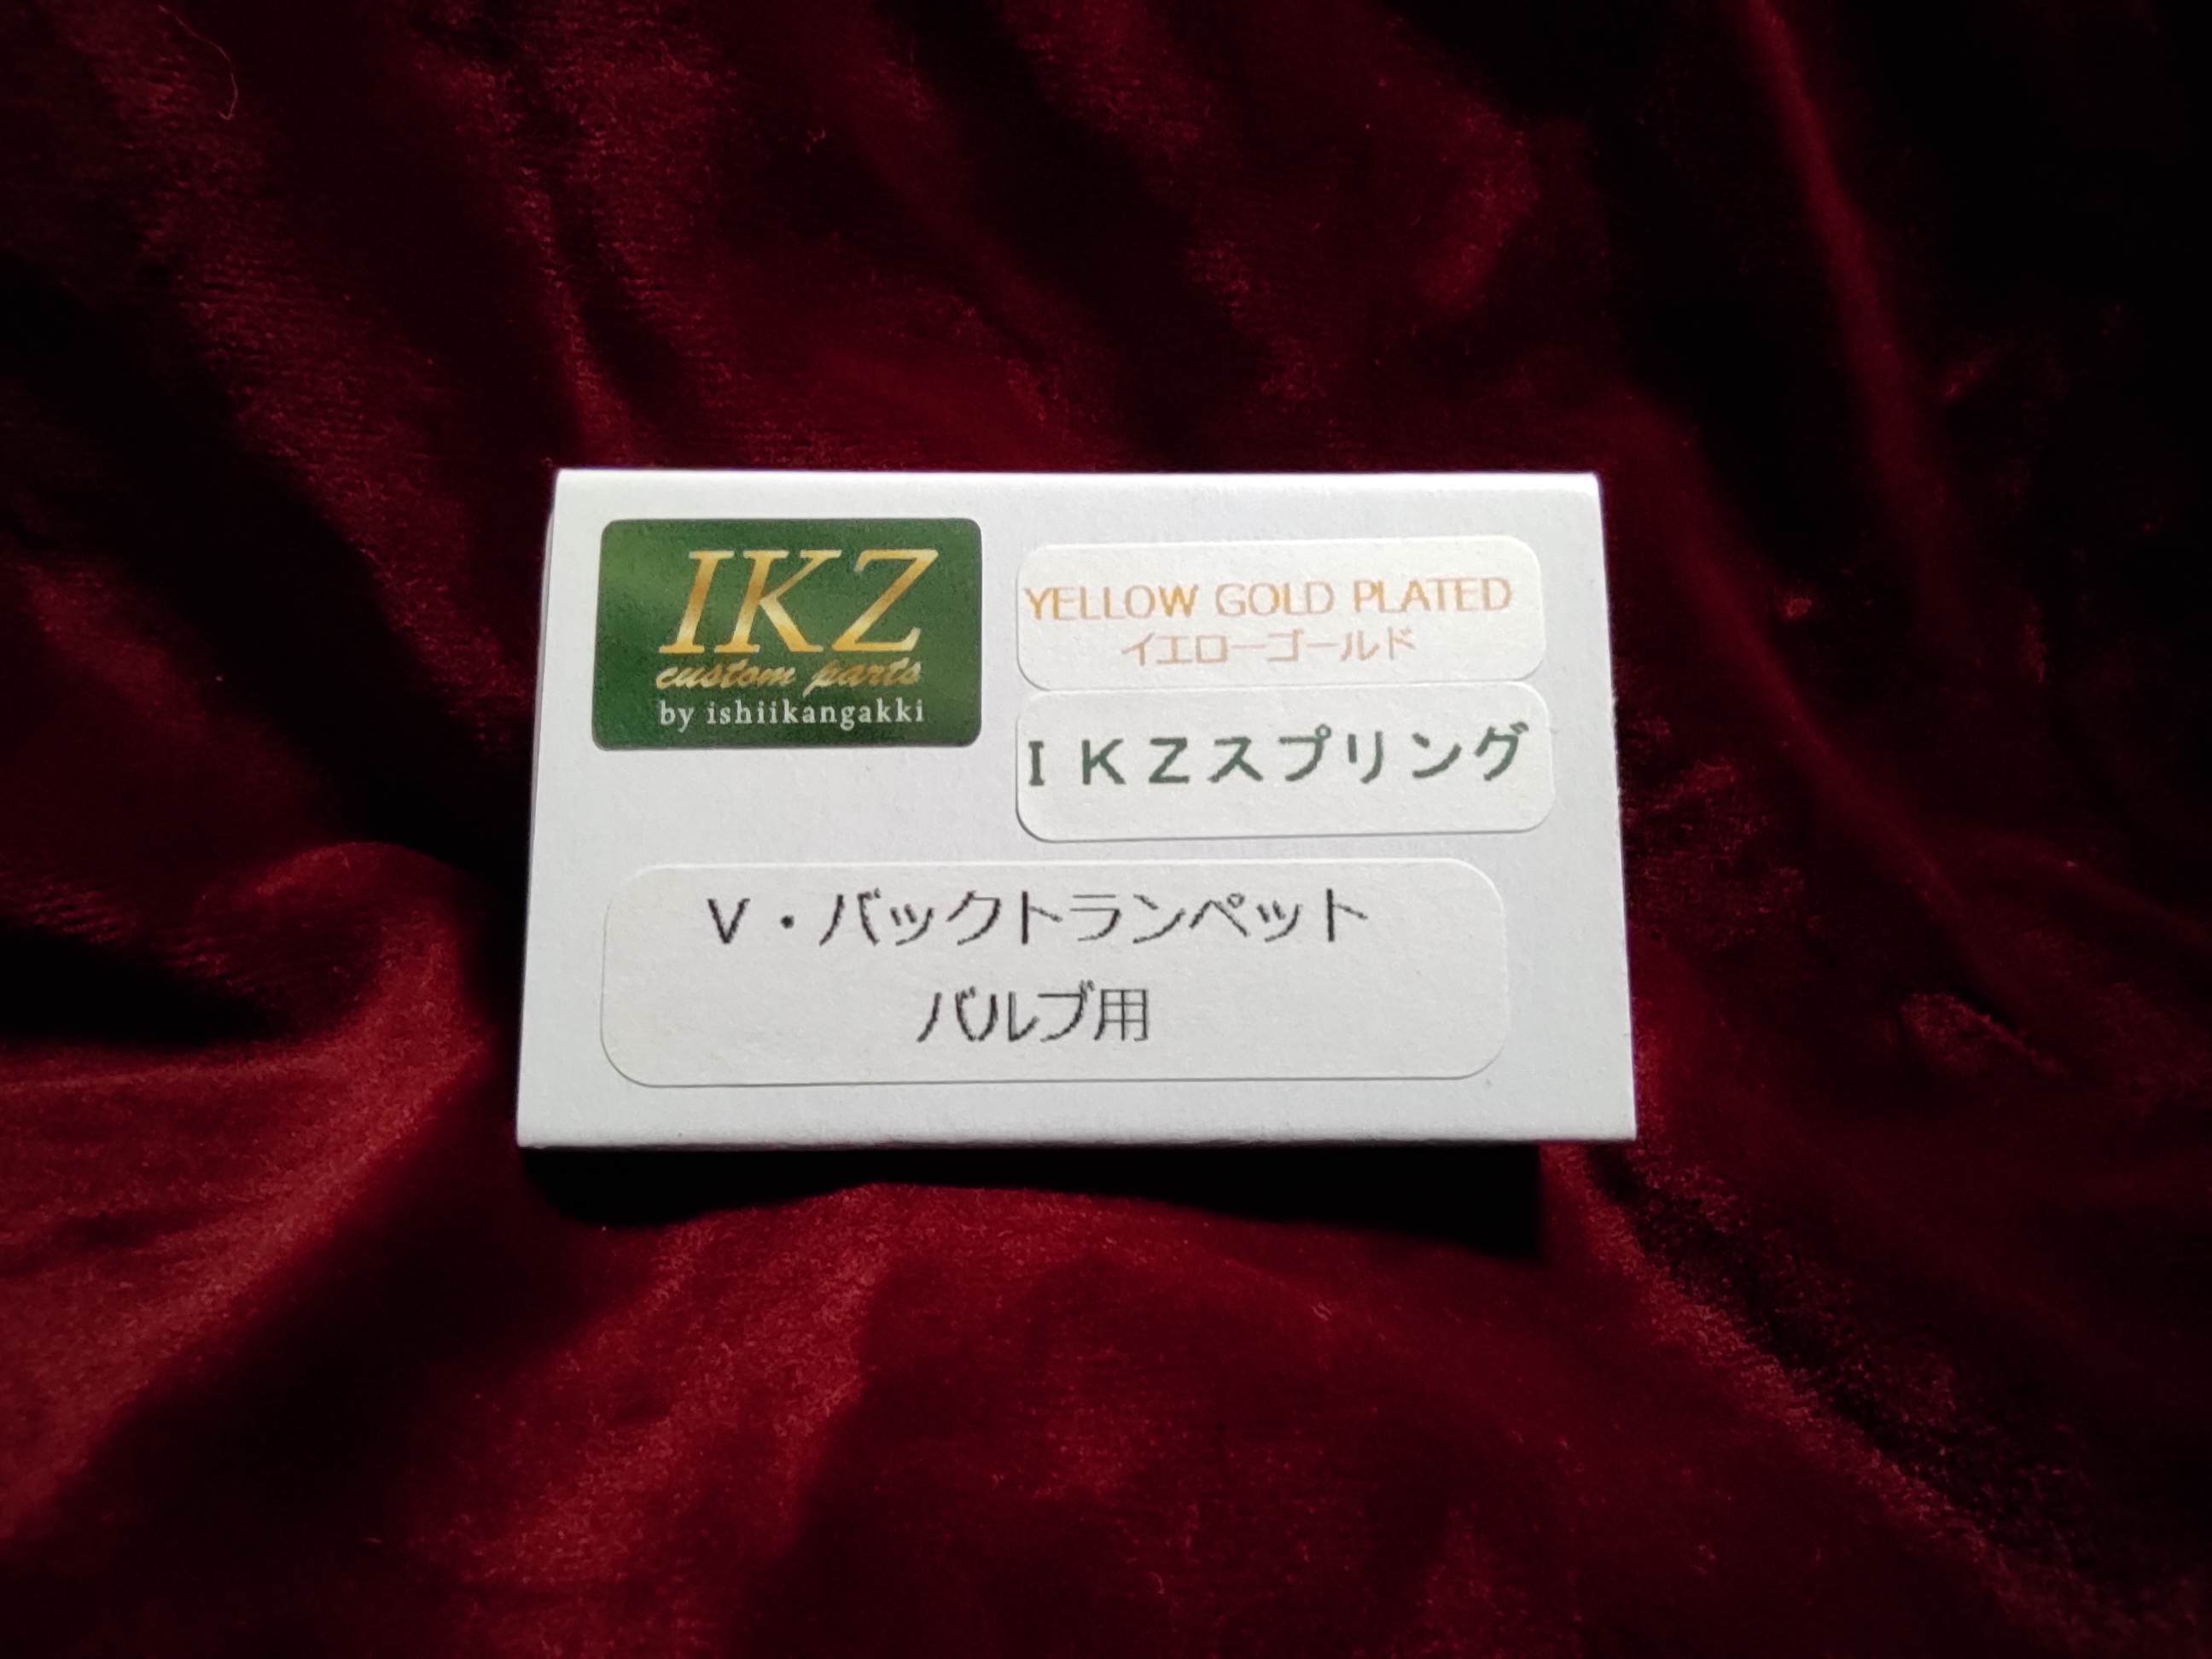 IKZ
custom parts
by ishiikangakki
YELLOW GOLD PLATED
イエローゴールド
ＩＫＺスプリング
V・バックトランペット
バルブ用